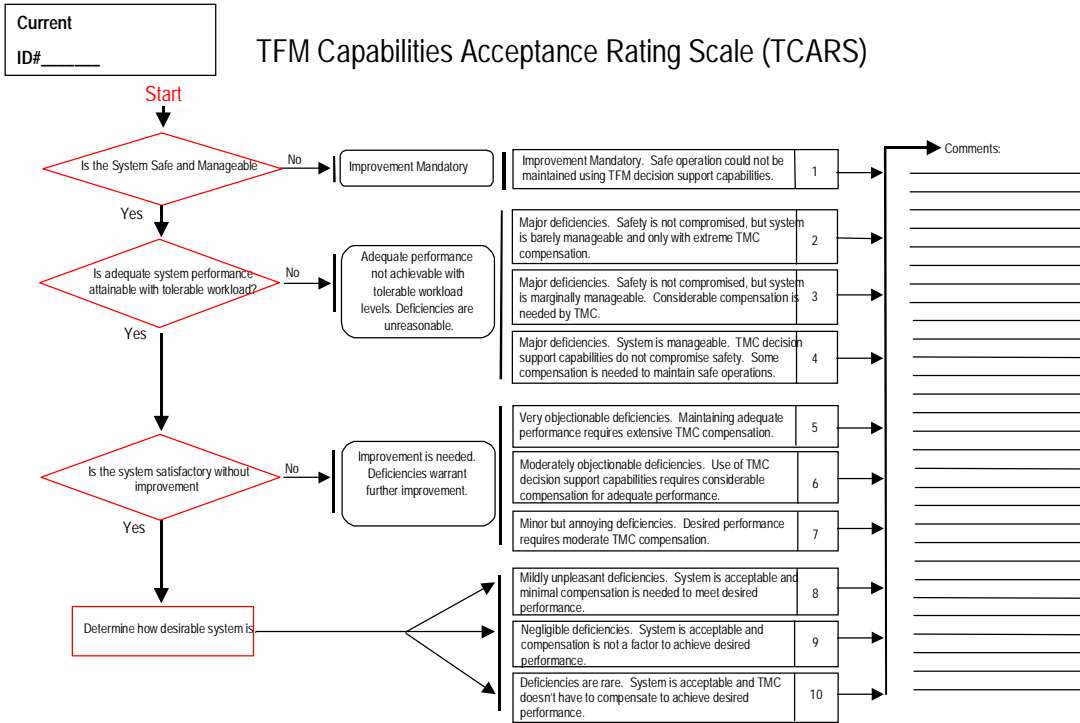 Current
ID#______
TFM Capabilities Acceptance Rating Scale (TCARS)
Start
Is the System Safe and Manageable
No
Improvement Mandatory
Improvement Mandatory. Safe operation could not be
maintained using TFM decision support capabilities.
1
Comments:
Yes
Is adequate system performance
attainable with tolerable workload?
No
Adequate performance
not achievable with
tolerable workload
levels. Deficiencies are
unreasonable.
Major deficiencies. Safety is not compromised, but system
is barely manageable and only with extreme TMC
compensation.
2
Major deficiencies. Safety is not compromised, but system
is marginally manageable. Considerable compensation is
needed by TMC.
3
Major deficiencies. System is manageable. TMC decision
support capabilities do not compromise safety. Some
compensation is needed to maintain safe operations.
4
Yes
Is the system satisfactory without
improvement
No
Improvement is needed.
Deficiencies warrant
further improvement.
Very objectionable deficiencies. Maintaining adequate
performance requires extensive TMC compensation.
5
Moderately objectionable deficiencies. Use of TMC
decision support capabilities requires considerable
compensation for adequate performance.
6
Minor but annoying deficiencies. Desired performance
requires moderate TMC compensation.
7
Yes
Determine how desirable system is
Mildly unpleasant deficiencies. System is acceptable and
minimal compensation is needed to meet desired
performance.
8
Negligible deficiencies. System is acceptable and
compensation is not a factor to achieve desired
performance.
9
Deficiencies are rare. System is acceptable and TMC
doesn't have to compensate to achieve desired
performance.
10